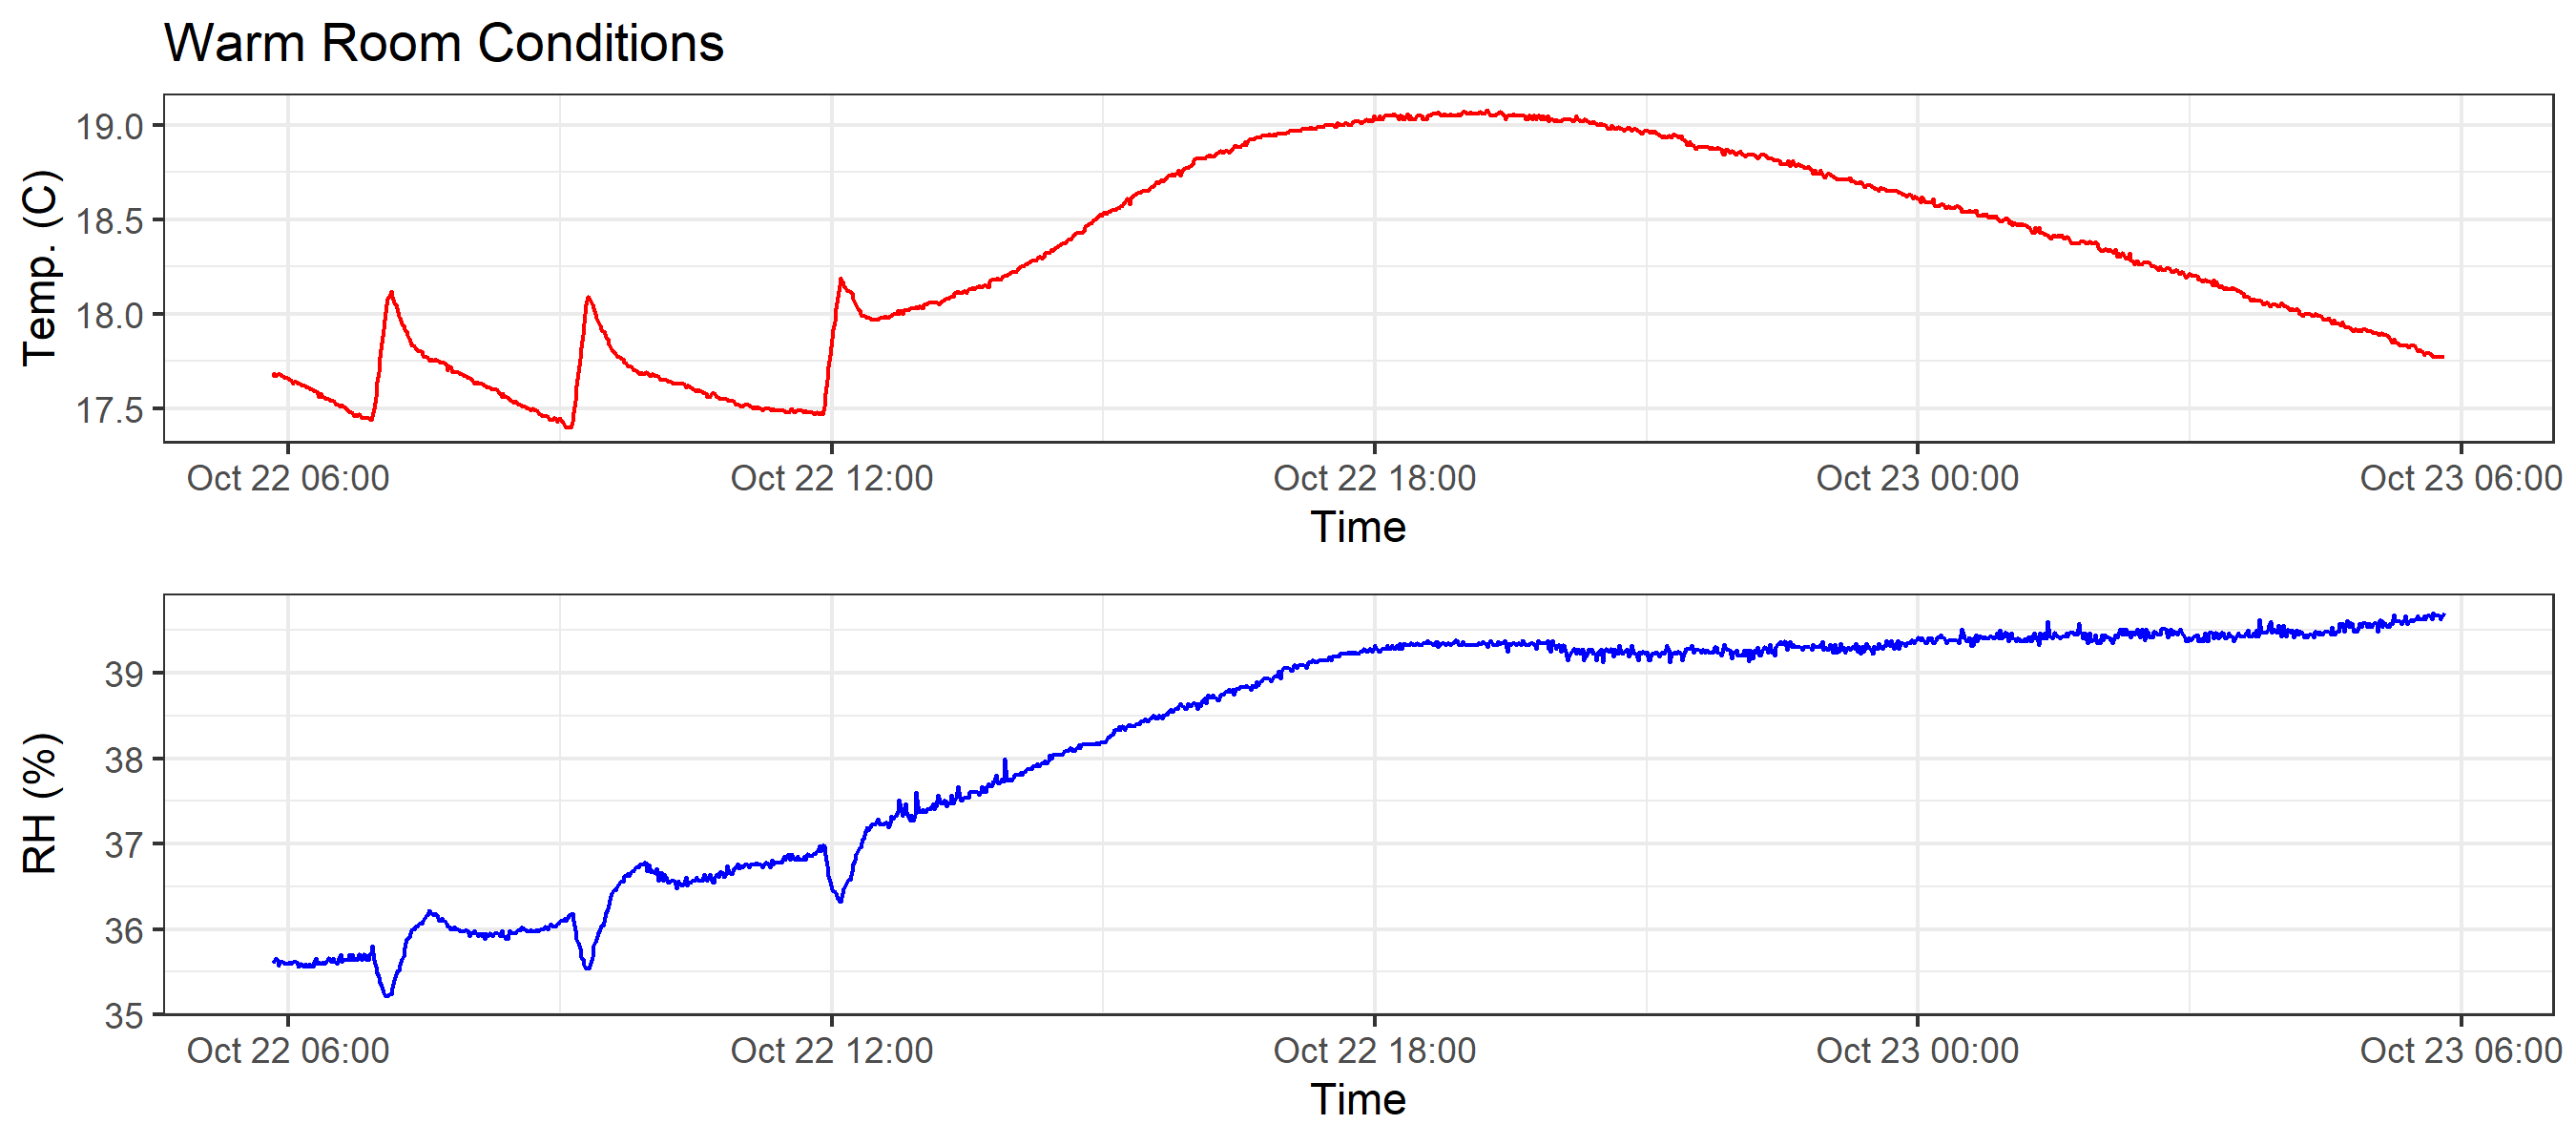 Warm Room Conditions
Temp. (C)
19.0
18.5
18.0
17.5
Oct 22 06:00 Oct 22 12:00 Oct 22 18:00 Oct 23 00:00 Oct 23 06:00
Time
RH (%)
39
38
37
36
35
Oct 22 06:00 Oct 22 12:00 Oct 22 18:00 Oct 23 00:00 Oct 23 06:00
Time